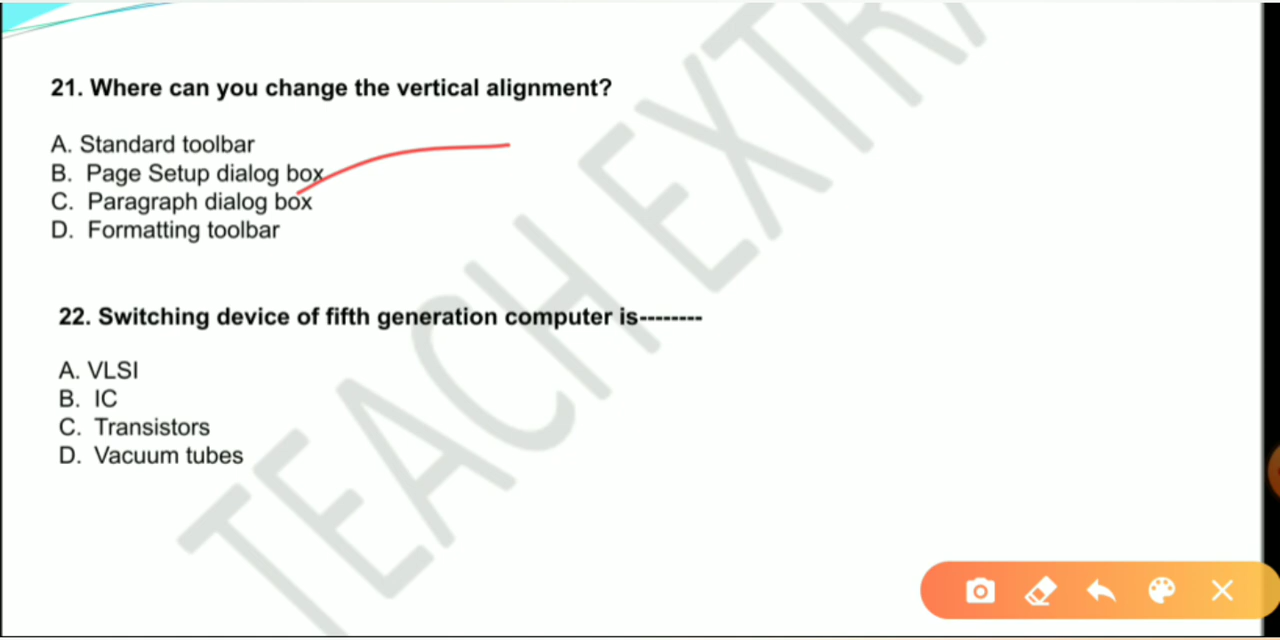 21. Where can you change the vertical alignment?
A. Standard toolbar
B. Page Setup dialog box
C. Paragraph dialog box
D. Formatting toolbar
22. Switching device of fifth generation computer is--------
A. VLSI
B. IC
C. Transistors
D. Vacuum tubes
TEACH EXTRA